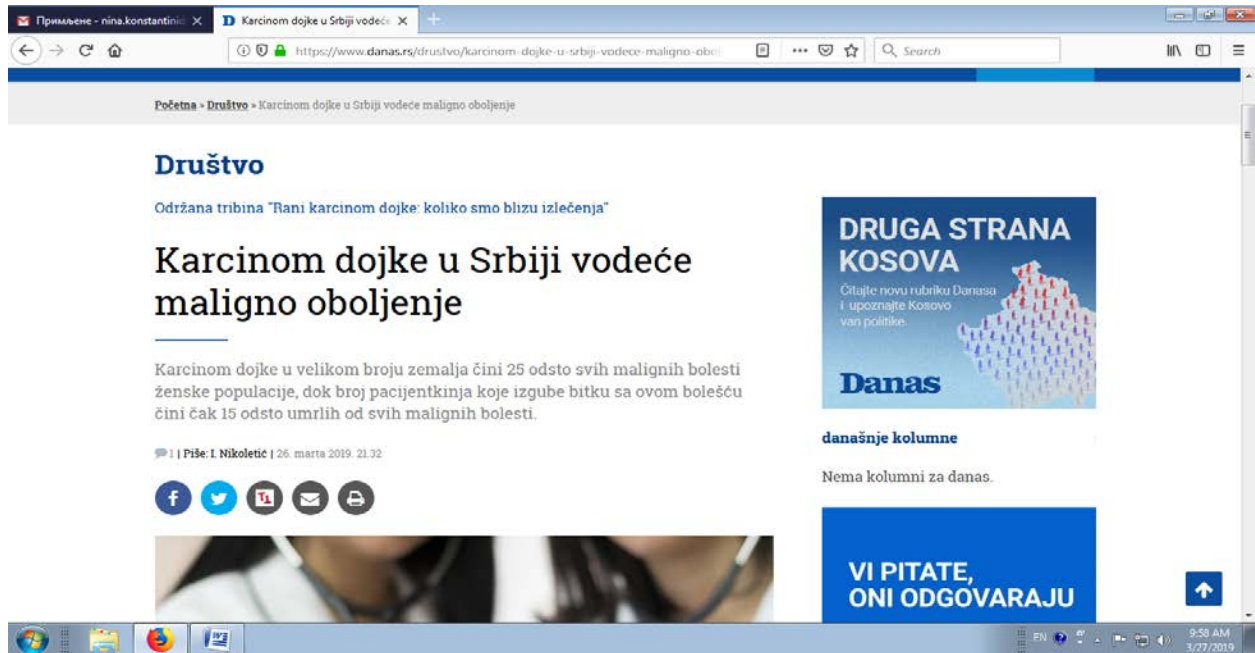 Примљене - nina.konstantini
Karcinom dojke u Srbiji vodeće
https://www.danas.rs/drustvo/karcinom-dojke-u-srbiji-vodece-maligno-obol
Search
Početna » Društvo » Karcinom dojke u Srbiji vodeće maligno oboljenje
Društvo
Održana tribina "Rani karcinom dojke: koliko smo blizu izlečenja"
Karcinom dojke u Srbiji vodeće
maligno oboljenje
Karcinom dojke u velikom broju zemalja čini 25 odsto svih malignih bolesti
ženske populacije, dok broj pacijentkinja koje izgube bitku sa ovom bolešću
čini čak 15 odsto umrlih od svih malignih bolesti.
1 | Piše: I. Nikoletić | 26. marta 2019. 21.32
DRUGA STRANA
KOSOVA
Čitajte novu rubriku Danasa
i upoznajte Kosovo
van politike.
Danas
današnje kolumne
Nema kolumni za danas.
VI PITATE,
ONI ODGOVARAJU
EN
9:58 AM
3/27/2019